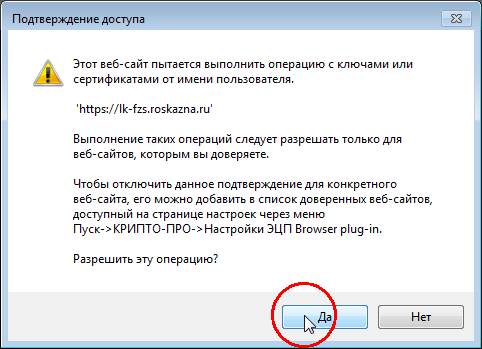 Подтверждение доступа
Этот веб-сайт пытается выполнить операцию с ключами или
сертификатами от имени пользователя.
'https://lk-fzs.roskazna.ru'
Выполнение таких операций следует разрешать только для
веб-сайтов, которым вы доверяете.
Чтобы отключить данное подтверждение для конкретного
веб-сайта, его можно добавить в список доверенных веб-сайтов,
доступный на странице настроек через меню
Пуск->КРИПТО-ПРО->Настройки ЭЦП Browser plug-in.
Разрешить эту операцию?
Да
Нет